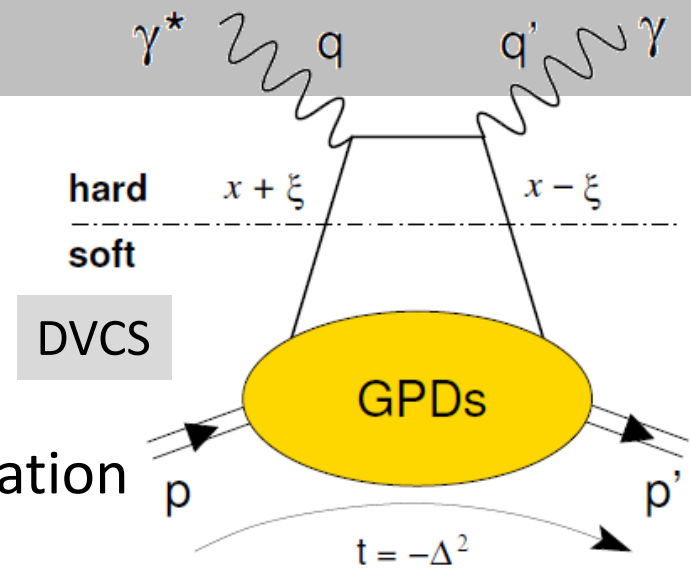 γ* q q' γ
hard x + ξ x − ξ
soft
DVCS
GPDs
ation
p p'
t = −Δ²